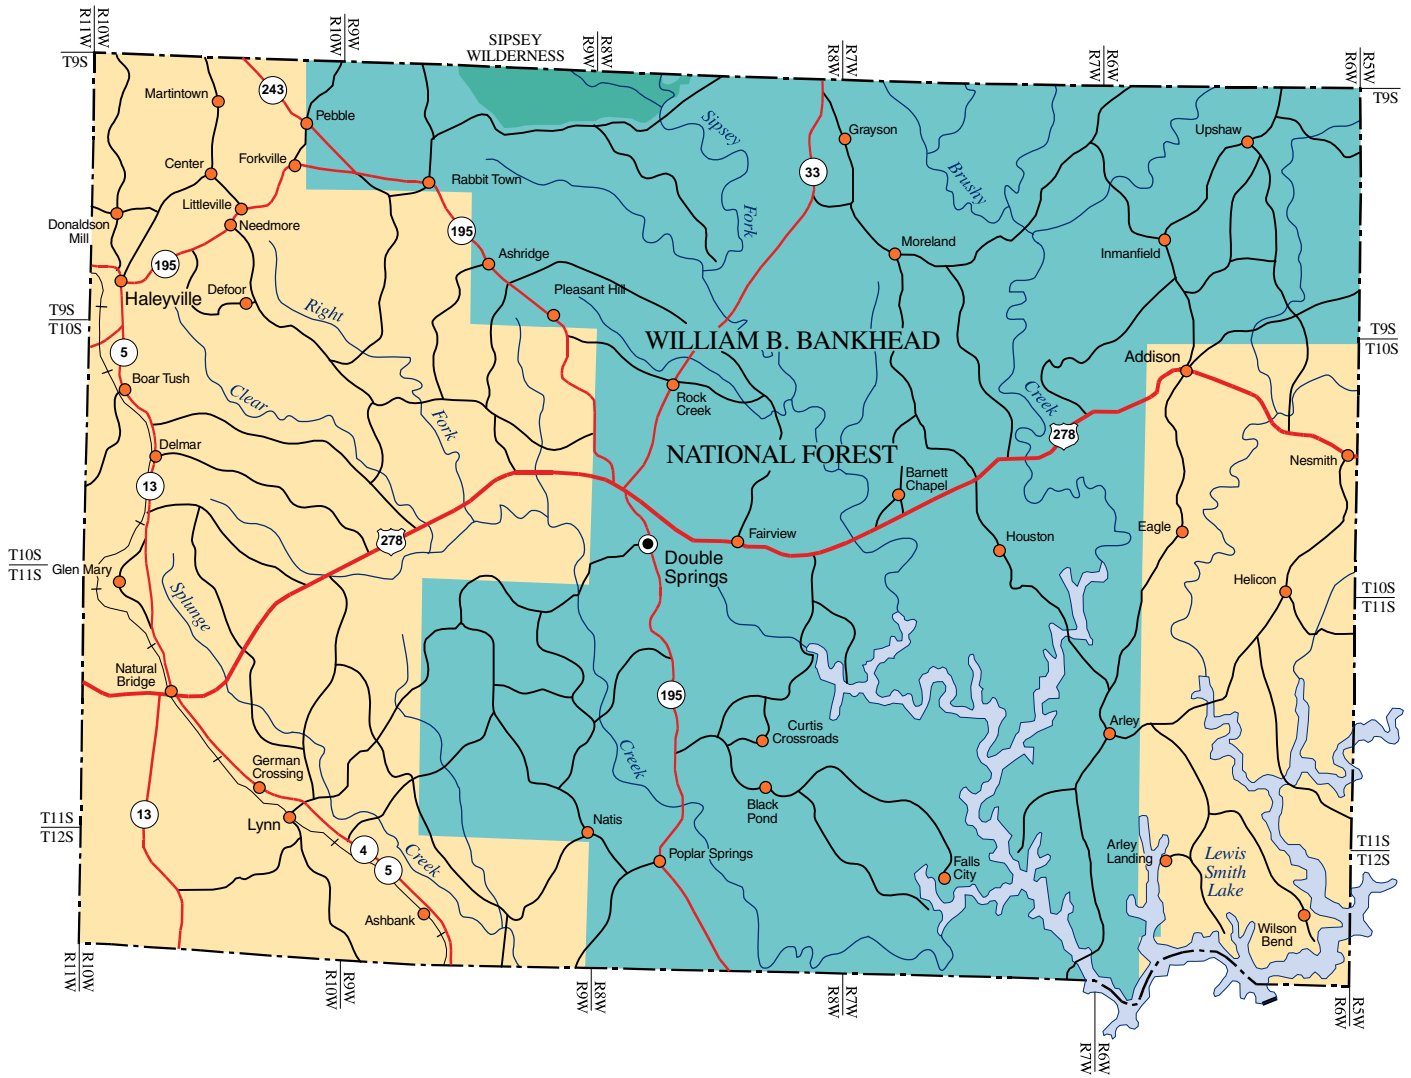 R11W
R10W
R10W
R9W
SIPSEY
WILDERNESS
R9W
R8W
R8W
R7W
R7W
R6W
R6W
R5W
T9S
T9S
243
Martintown
Pebble
Sipsey
Grayson
Upshaw
Center
Forkville
Rabbit Town
33
Brushy
Littleville
Needmore
Donaldson
Mill
195
Fork
Moreland
Inmanfield
195
Ashridge
Haleyville
Defoor
Pleasant Hill
Right
T9S
T10S
WILLIAM B. BANKHEAD
T9S
T10S
5
Addison
Boar Tush
Clear
Rock
Creek
Creek
Fork
278
Delmar
NATIONAL FOREST
Nesmith
13
Barnett
Chapel
278
Fairview
Houston
Eagle
T10S
T11S
Glen Mary
Double
Springs
Helicon
T10S
T11S
Splunge
Natural
Bridge
195
Curtis
Crossroads
Arley
Creek
German
Crossing
13
Black
Pond
T11S
T12S
Lynn
Natis
4
5
Creek
Poplar Springs
Falls
City
Arley
Landing
Lewis
Smith
Lake
T11S
T12S
Ashbank
Wilson
Bend
R11W
R10W
R10W
R9W
R9W
R8W
R8W
R7W
R7W
R6W
R6W
R5W